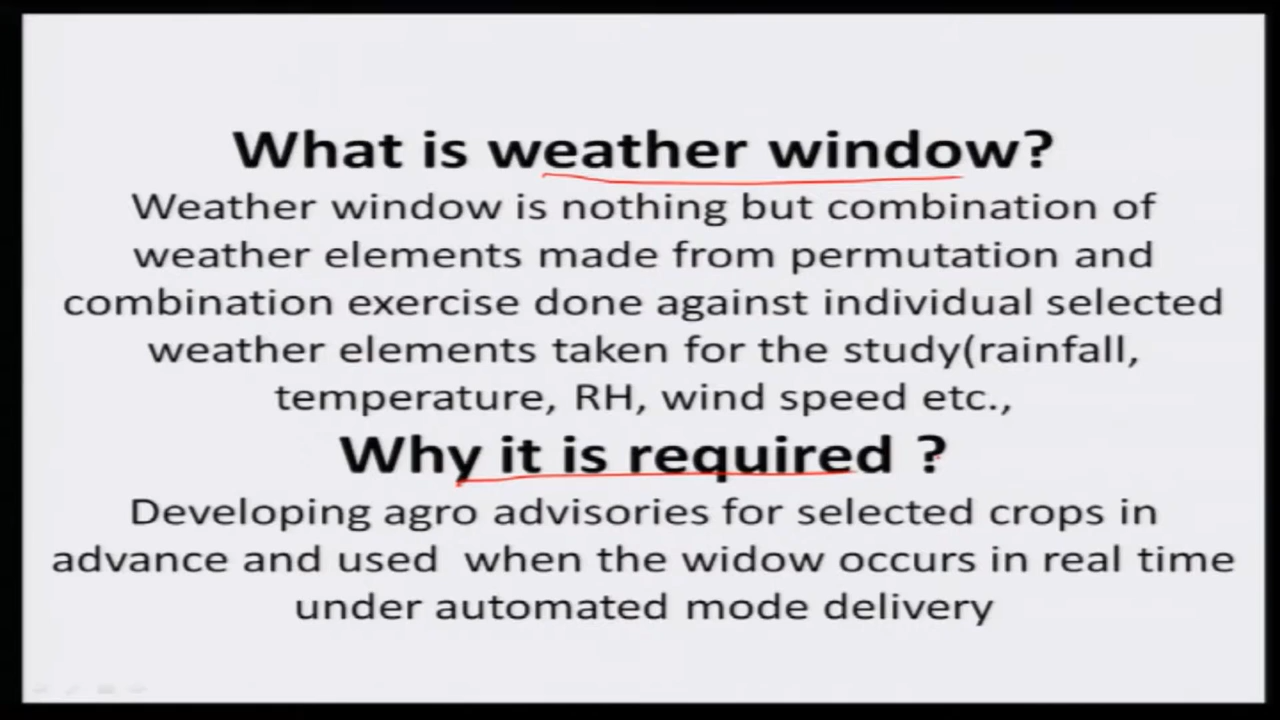 What is weather window?
Weather window is nothing but combination of
weather elements made from permutation and
combination exercise done against individual selected
weather elements taken for the study(rainfall,
temperature, RH, wind speed etc.,
Why it is required ?
Developing agro advisories for selected crops in
advance and used  when the widow occurs in real time
under automated mode delivery